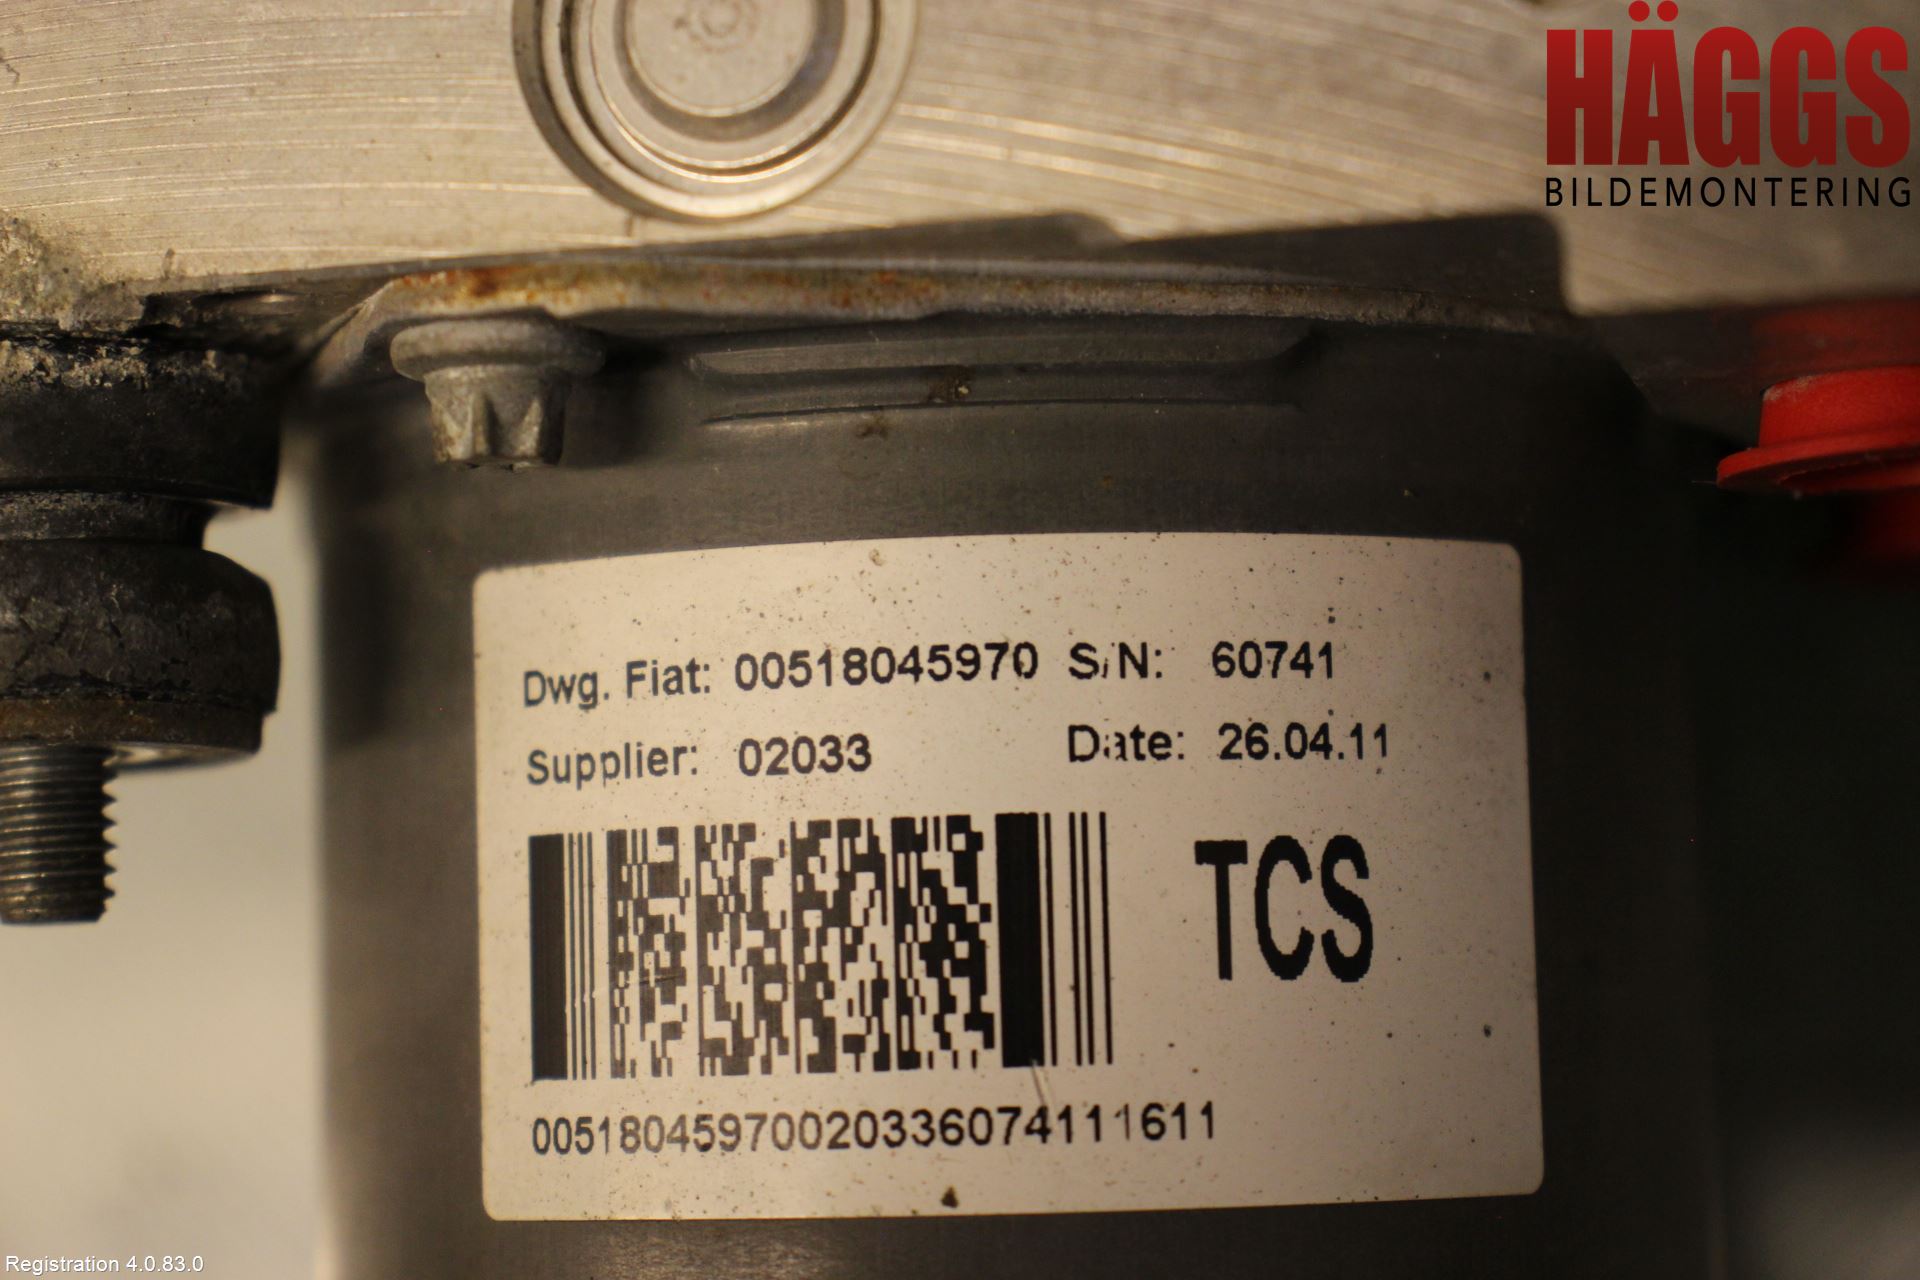 HÄGGS
BILDEMONTERING
Dwg. Fiat: 00518045970 S/N: 60741
Supplier: 02033 Date: 26.04.11
TCS
00518045970020336074111611
Registration 4.0.83.0